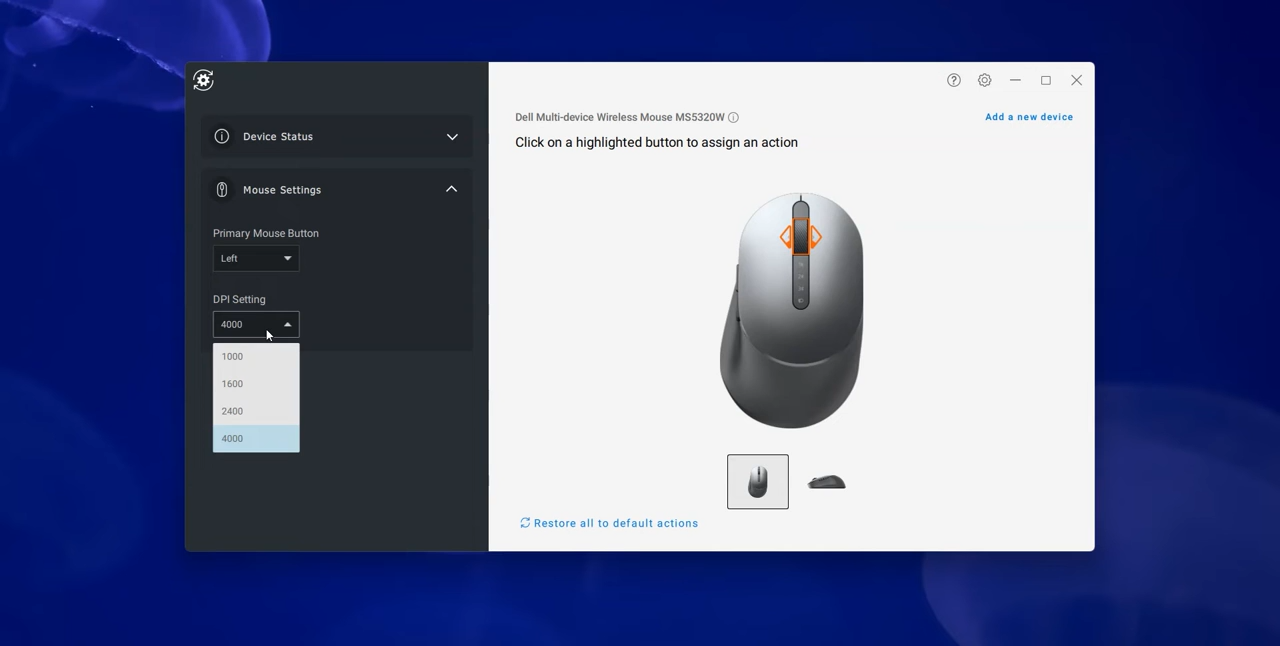 Device Status
Mouse Settings
Primary Mouse Button
Left
DPI Setting
4000
1000
1600
2400
4000
Dell Multi-device Wireless Mouse MS5320W
Add a new device
Click on a highlighted button to assign an action
Restore all to default actions